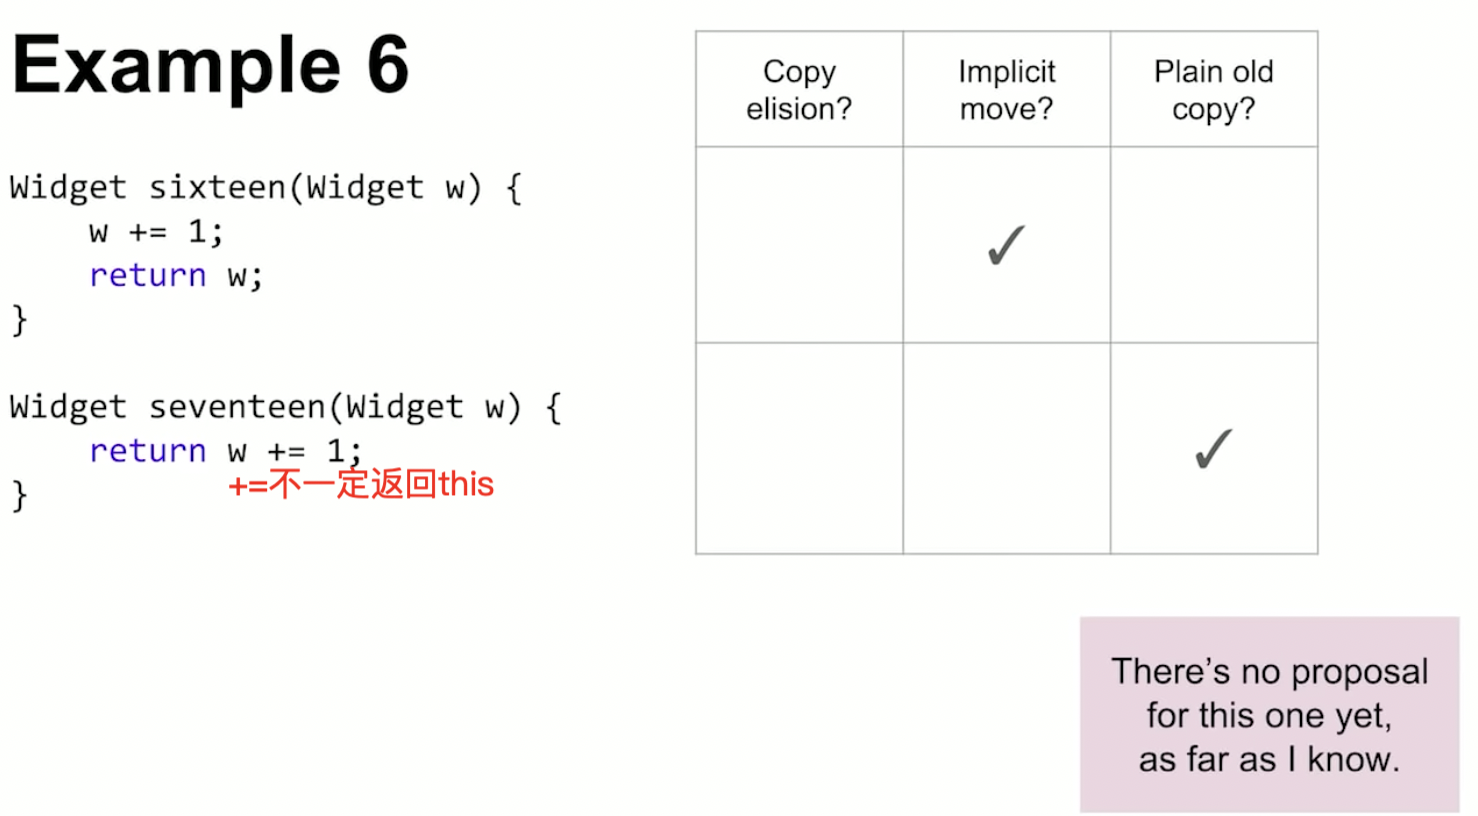 Example 6
Copy
elision?
Implicit
move?
Plain old
copy?
Widget sixteen(Widget w) {
    w += 1;
    return w;
}
✓
Widget seventeen(Widget w) {
    return w += 1;
+=不一定返回this
}
✓
There's no proposal
for this one yet,
as far as I know.